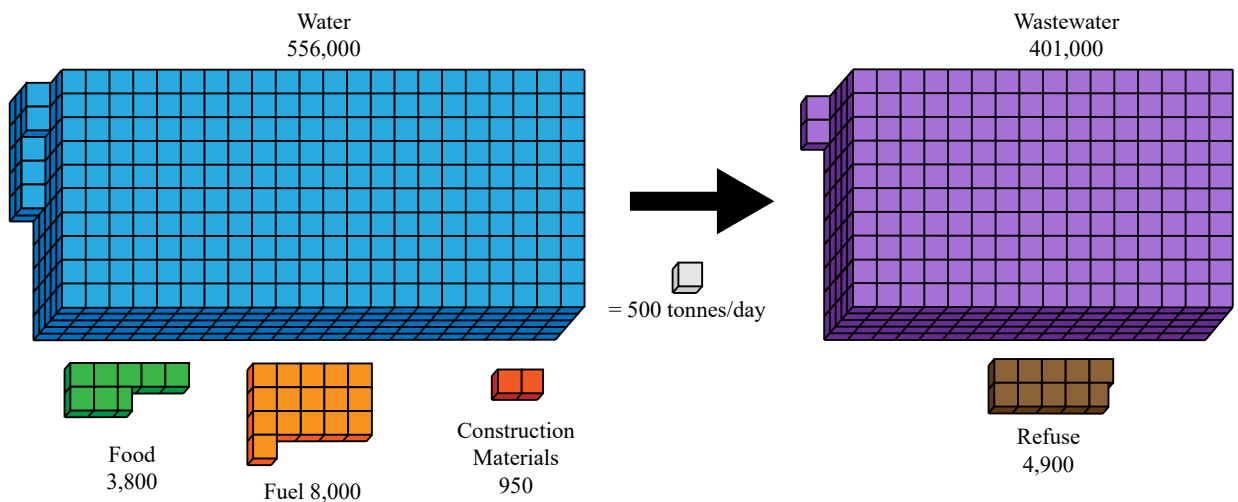 Water
556,000
Wastewater
401,000
= 500 tonnes/day
Food
3,800
Fuel 8,000
Construction
Materials
950
Refuse
4,900